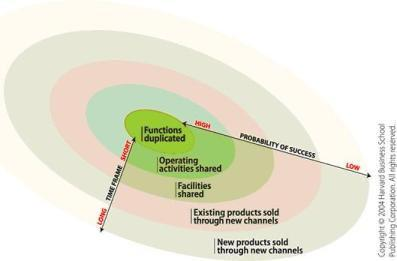 Functions
duplicated
HIGH
PROBABILITY OF SUCCESS
LOW
SHORT
TIME FRAME
LONG
Operating
activities shared
Facilities
shared
Existing products sold
through new channels
New products sold
through new channels
Copyright © 2004 Harvard Business School
Publishing Corporation. All rights reserved.